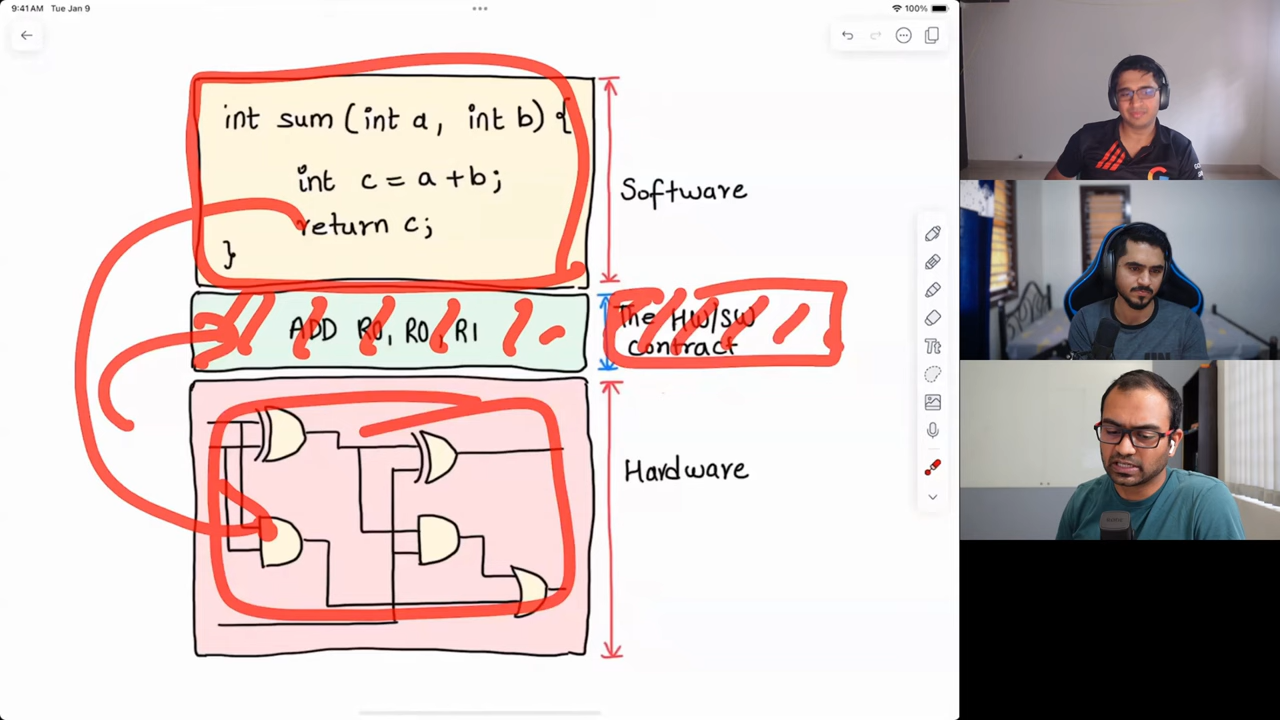 9:41 AM Tue Jan 9
100%
int sum (int a, int b) {
int c = a + b;
return c;
}
Software
ADD R0, R0, R1
The HW/SW
contract
Hardware
Tt